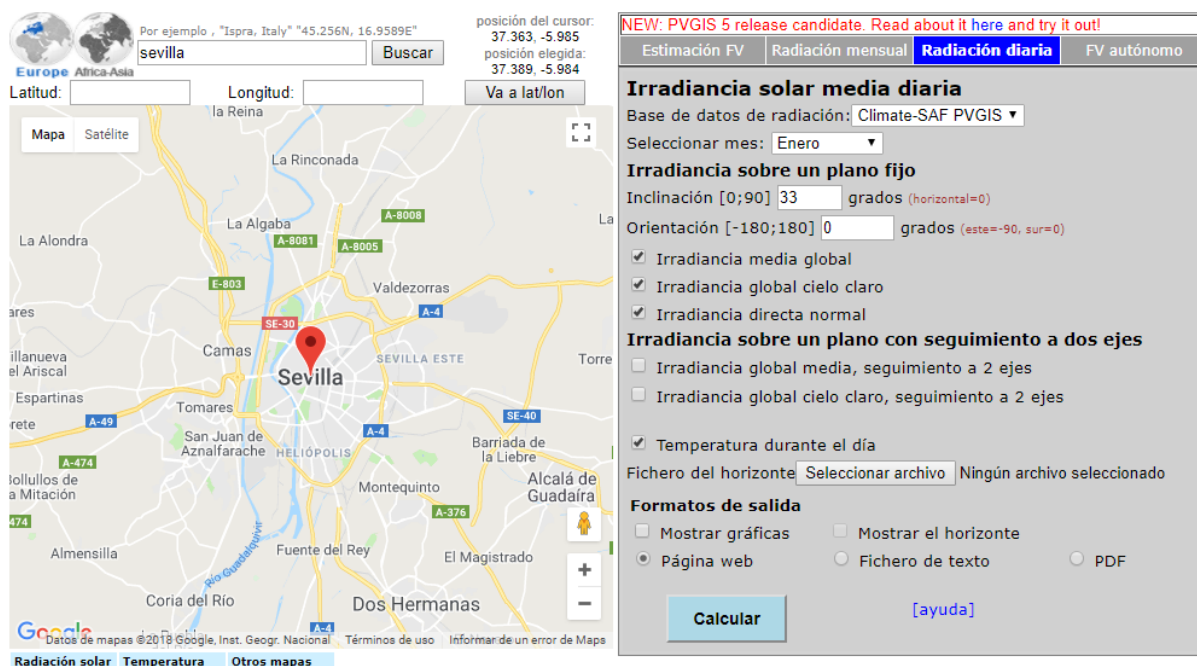 Por ejemplo , "Ispra, Italy" "45.256N, 16.9589E"
sevilla
Buscar
Europe
Africa-Asia
posición del cursor:
37.363, -5.985
posición elegida:
37.389, -5.984
Latitud:
Longitud:
Va a lat/lon
Mapa
Satélite
la Reina
La Rinconada
La Algaba
A-8008
La
La Alondra
A-8081
A-8005
E-803
Valdezorras
A-4
ares
SE-30
Camas
SEVILLA ESTE
Torre
illanueva
el Ariscal
Sevilla
Espartinas
Tomares
rete
A-49
SE-40
San Juan de
Aznalfarache
HELIÓPOLIS
A-4
Barriada de
la Liebre
A-474
Bollullos de
a Mitación
Montequinto
Alcalá de
Guadaíra
474
A-376
Almensilla
Río Guadalquivir
Fuente del Rey
El Magistrado
Coria del Río
Dos Hermanas
A-4
Google
Datos de mapas ©2018 Google, Inst. Geogr. Nacional
Términos de uso
Informar de un error de Maps
Radiación solar
Temperatura
Otros mapas
NEW: PVGIS 5 release candidate. Read about it here and try it out!
Estimación FV
Radiación mensual
Radiación diaria
FV autónomo
Irradiancia solar media diaria
Base de datos de radiación: Climate-SAF PVGIS
Seleccionar mes: Enero
Irradiancia sobre un plano fijo
Inclinación [0;90] 33 grados (horizontal=0)
Orientación [-180;180] 0 grados (este=-90, sur=0)
Irradiancia media global
Irradiancia global cielo claro
Irradiancia directa normal
Irradiancia sobre un plano con seguimiento a dos ejes
Irradiancia global media, seguimiento a 2 ejes
Irradiancia global cielo claro, seguimiento a 2 ejes
Temperatura durante el día
Fichero del horizonte Seleccionar archivo Ningún archivo seleccionado
Formatos de salida
Mostrar gráficas
Mostrar el horizonte
Página web
Fichero de texto
PDF
Calcular
[ayuda]